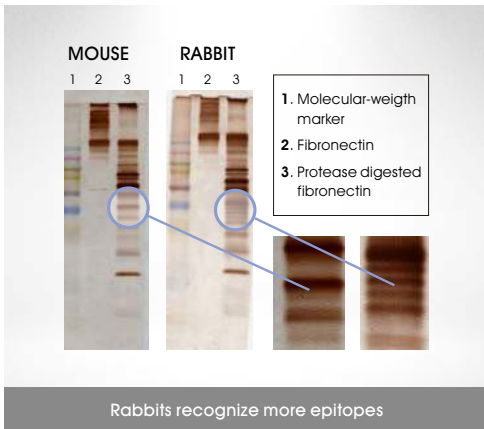 MOUSE RABBIT
1 2 3 1 2 3
1. Molecular-weigth
marker
2. Fibronectin
3. Protease digested
fibronectin
Rabbits recognize more epitopes